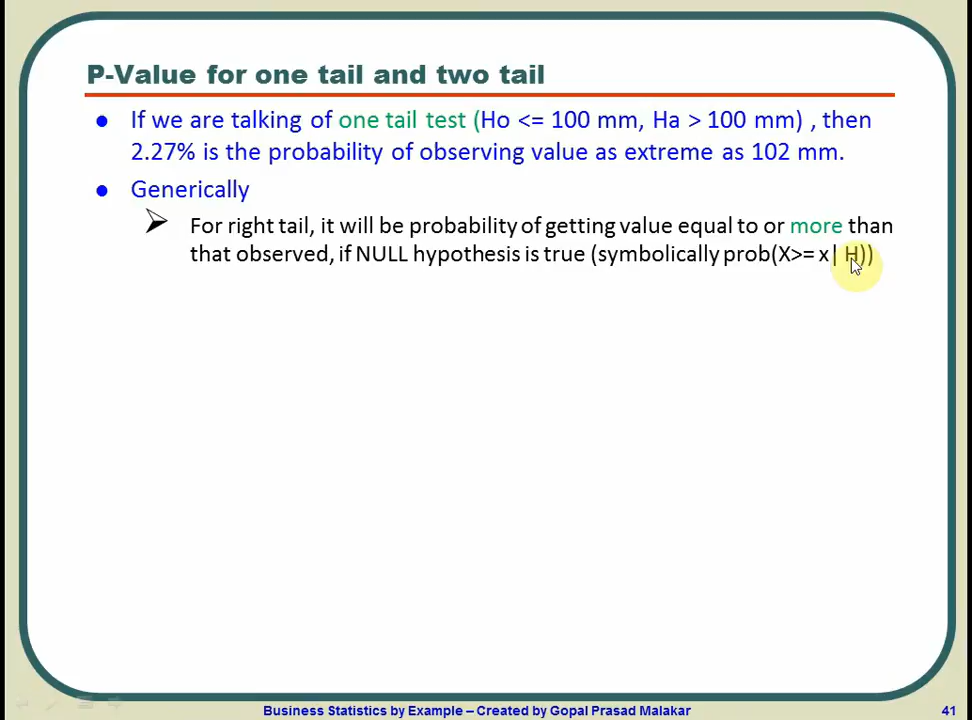 P-Value for one tail and two tail
If we are talking of one tail test (Ho <= 100 mm, Ha > 100 mm) , then
2.27% is the probability of observing value as extreme as 102 mm.
Generically
For right tail, it will be probability of getting value equal to or more than
that observed, if NULL hypothesis is true (symbolically prob(X>= x| H))
Business Statistics by Example – Created by Gopal Prasad Malakar
41